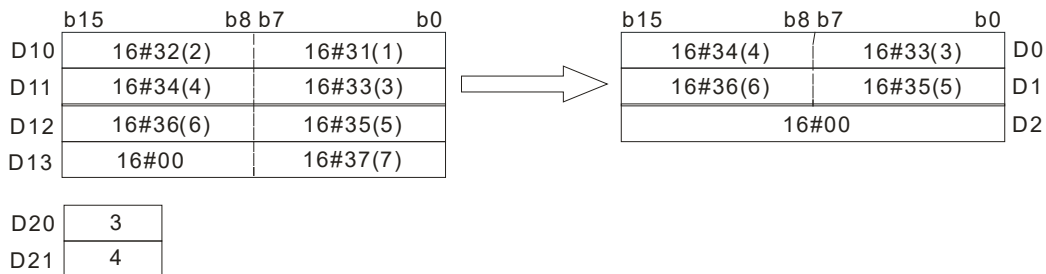 b15 b8 b7 b0 b15 b8 b7 b0
D10 16#32(2) 16#31(1) 16#34(4) 16#33(3) D0
D11 16#34(4) 16#33(3) 16#36(6) 16#35(5) D1
D12 16#36(6) 16#35(5) 16#00 D2
D13 16#00 16#37(7)
D20 3
D21 4